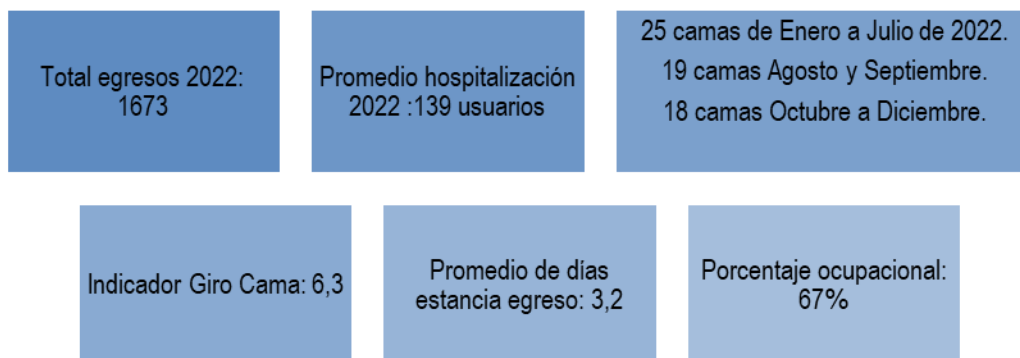 Total egresos 2022:
1673
Promedio hospitalización
2022 :139 usuarios
25 camas de Enero a Julio de 2022.
19 camas Agosto y Septiembre.
18 camas Octubre a Diciembre.
Indicador Giro Cama: 6,3
Promedio de días
estancia egreso: 3,2
Porcentaje ocupacional:
67%